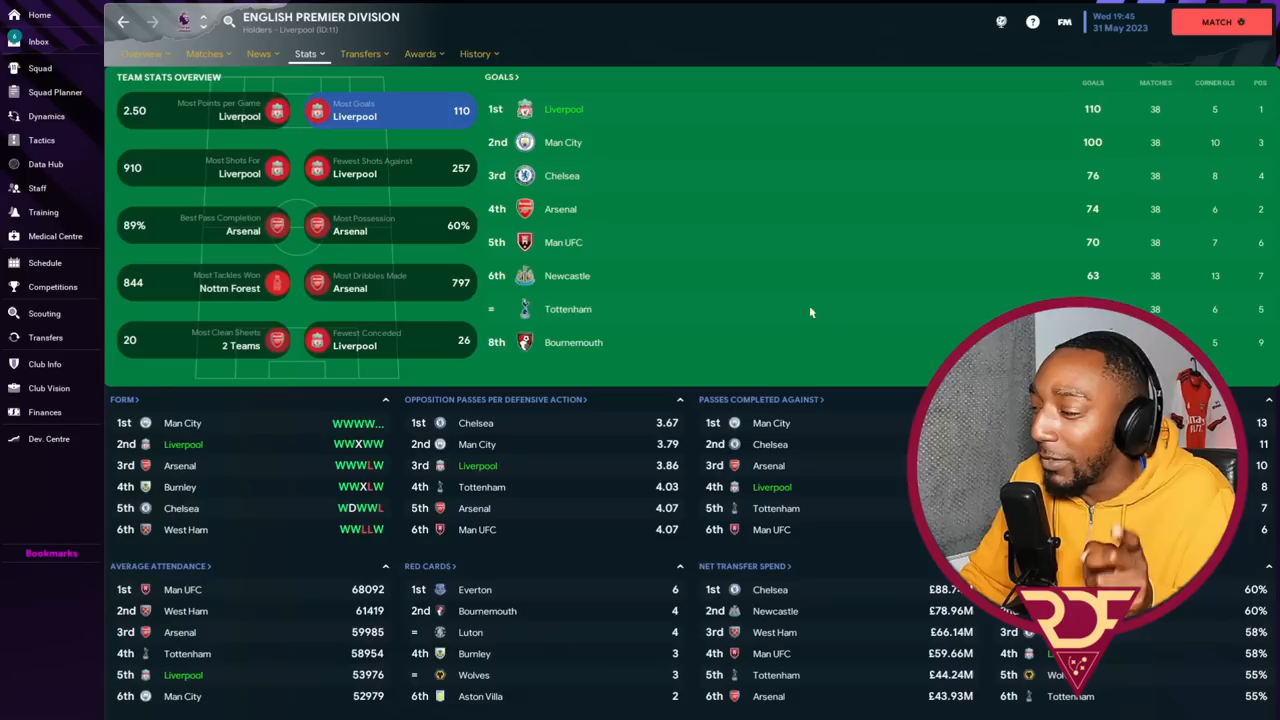 Home
6
Inbox
Squad
Squad Planner
Dynamics
Tactics
Data Hub
Staff
Training
Medical Centre
Schedule
Competitions
Scouting
Transfers
Club Info
Club Vision
Finances
Dev. Centre
Bookmarks
ENGLISH PREMIER DIVISION
Holders - Liverpool (ID:11)
FM
Wed 19:45
31 May 2023
MATCH
Overview Matches News Stats Transfers Awards History
TEAM STATS OVERVIEW
2.50 Most Points per Game Liverpool
Most Goals Liverpool 110
910 Most Shots For Liverpool
Fewest Shots Against Liverpool 257
89% Best Pass Completion Arsenal
Most Possession Arsenal 60%
844 Most Tackles Won Nottm Forest
Most Dribbles Made Arsenal 797
20 Most Clean Sheets 2 Teams
Fewest Conceded Liverpool 26
GOALS >
GOALS MATCHES CORNER GLS POS
1st Liverpool 110 38 5 1
2nd Man City 100 38 10 3
3rd Chelsea 76 38 8 4
4th Arsenal 74 38 6 2
5th Man UFC 70 38 7 6
6th Newcastle 63 38 13 7
= Tottenham 38 6 5
8th Bournemouth 5 9
FORM >
1st Man City WWWW...
2nd Liverpool WWXWW
3rd Arsenal WWWLW
4th Burnley WWXLW
5th Chelsea WDWWL
6th West Ham WWLLW
OPPOSITION PASSES PER DEFENSIVE ACTION >
1st Chelsea 3.67
2nd Man City 3.79
3rd Liverpool 3.86
4th Tottenham 4.03
5th Arsenal 4.07
6th Man UFC 4.07
PASSES COMPLETED AGAINST >
1st Man City
2nd Chelsea
3rd Arsenal
4th Liverpool
5th Tottenham
6th Man UFC
13
11
10
8
7
6
AVERAGE ATTENDANCE >
1st Man UFC 68092
2nd West Ham 61419
3rd Arsenal 59985
4th Tottenham 58954
5th Liverpool 53976
6th Man City 52979
RED CARDS >
1st Everton 6
2nd Bournemouth 4
= Luton 4
4th Burnley 3
= Wolves 3
6th Aston Villa 2
NET TRANSFER SPEND >
1st Chelsea
2nd Newcastle £78.96M
3rd West Ham £66.14M
4th Man UFC £59.66M
5th Tottenham £44.24M
6th Arsenal £43.93M
60%
60%
3rd 58%
4th 58%
5th 55%
6th Tottenham 55%
RDF